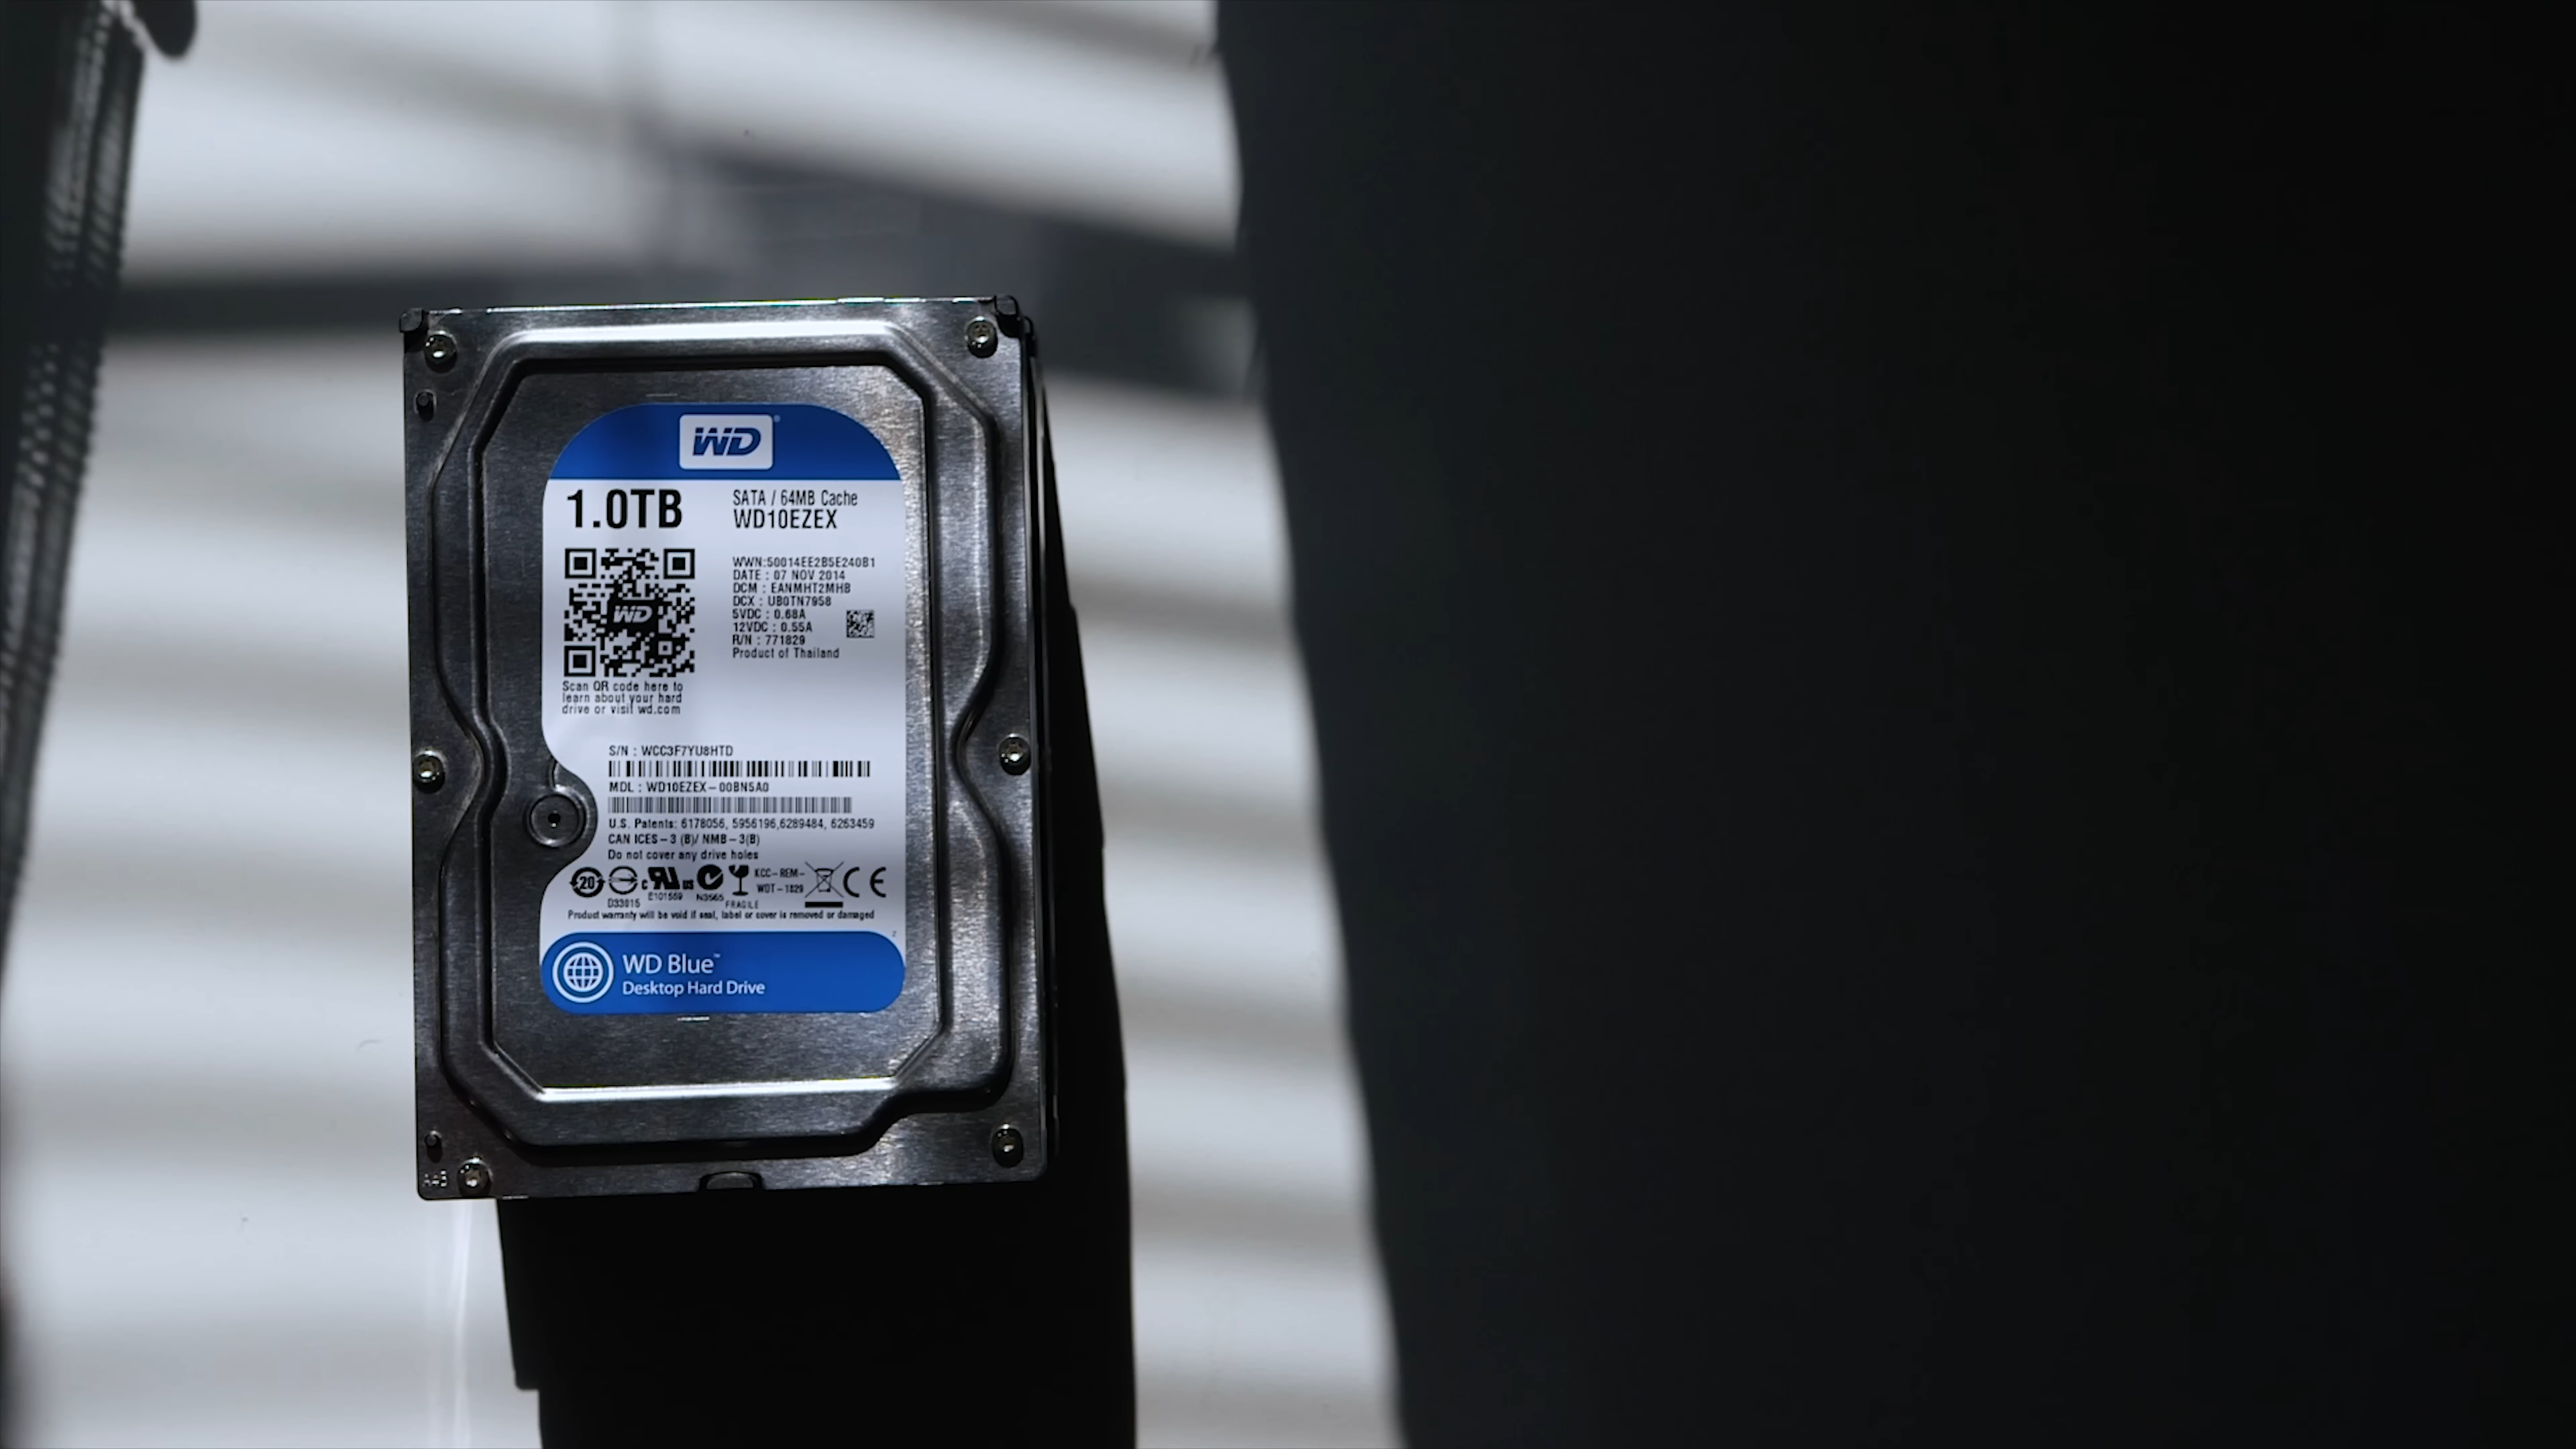 WD
1.0TB
SATA / 64MB Cache
WD10EZEX
WWN:50014EE2B5E240B1
DATE : 07 NOV 2014
DCM : EANMHT2MHB
DCX : UB0TN7958
5VDC : 0.68A
12VDC : 0.55A
R/N : 771829
Product of Thailand
WD
Scan QR code here to
learn about your hard
drive or visit wd.com
S/N : WCC3F7YU8HTD
MDL : WD10EZEX-00BN5A0
U.S. Patents: 6178056, 5956196,6289484, 6263459
CAN ICES-3 (B)/ NMB-3(B)
Do not cover any drive holes
20
D33015
c us
E101559
N3565
FRAGILE
KCC-REM-
WDT-1829
CE
Product warranty will be void if seal, label or cover is removed or damaged
WD Blue™
Desktop Hard Drive